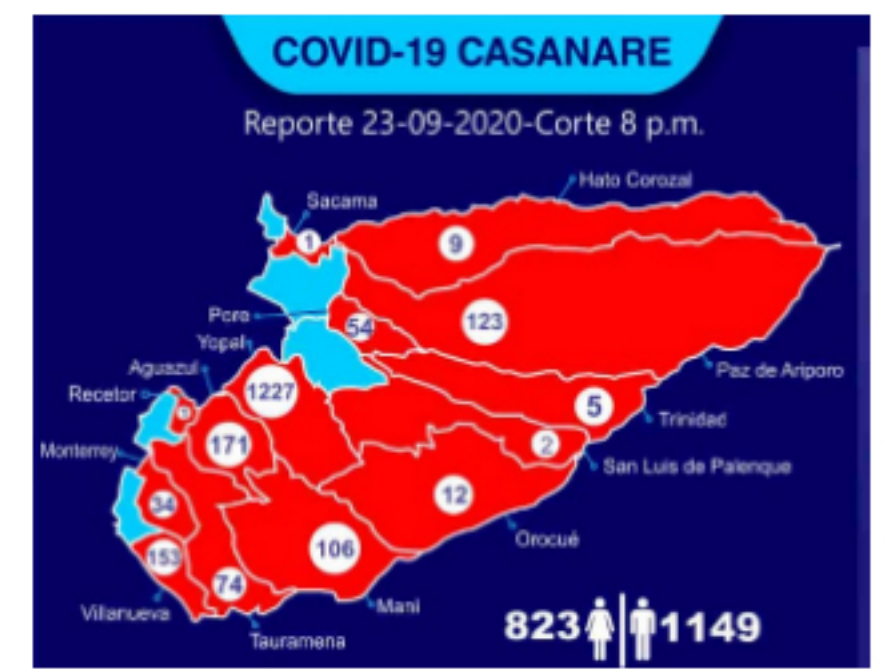 COVID-19 CASANARE
Reporte 23-09-2020-Corte 8 p.m.
Hato Corozal
Sacama
1
9
Pore
54
123
Yopal
Aguazul
Paz de Ariporo
Recetor
1227
5
Trinidad
171
2
Monterrey
San Luis de Palenque
34
12
Orocué
153
106
74
Villanueva
Mani
Tauramena
823 1149